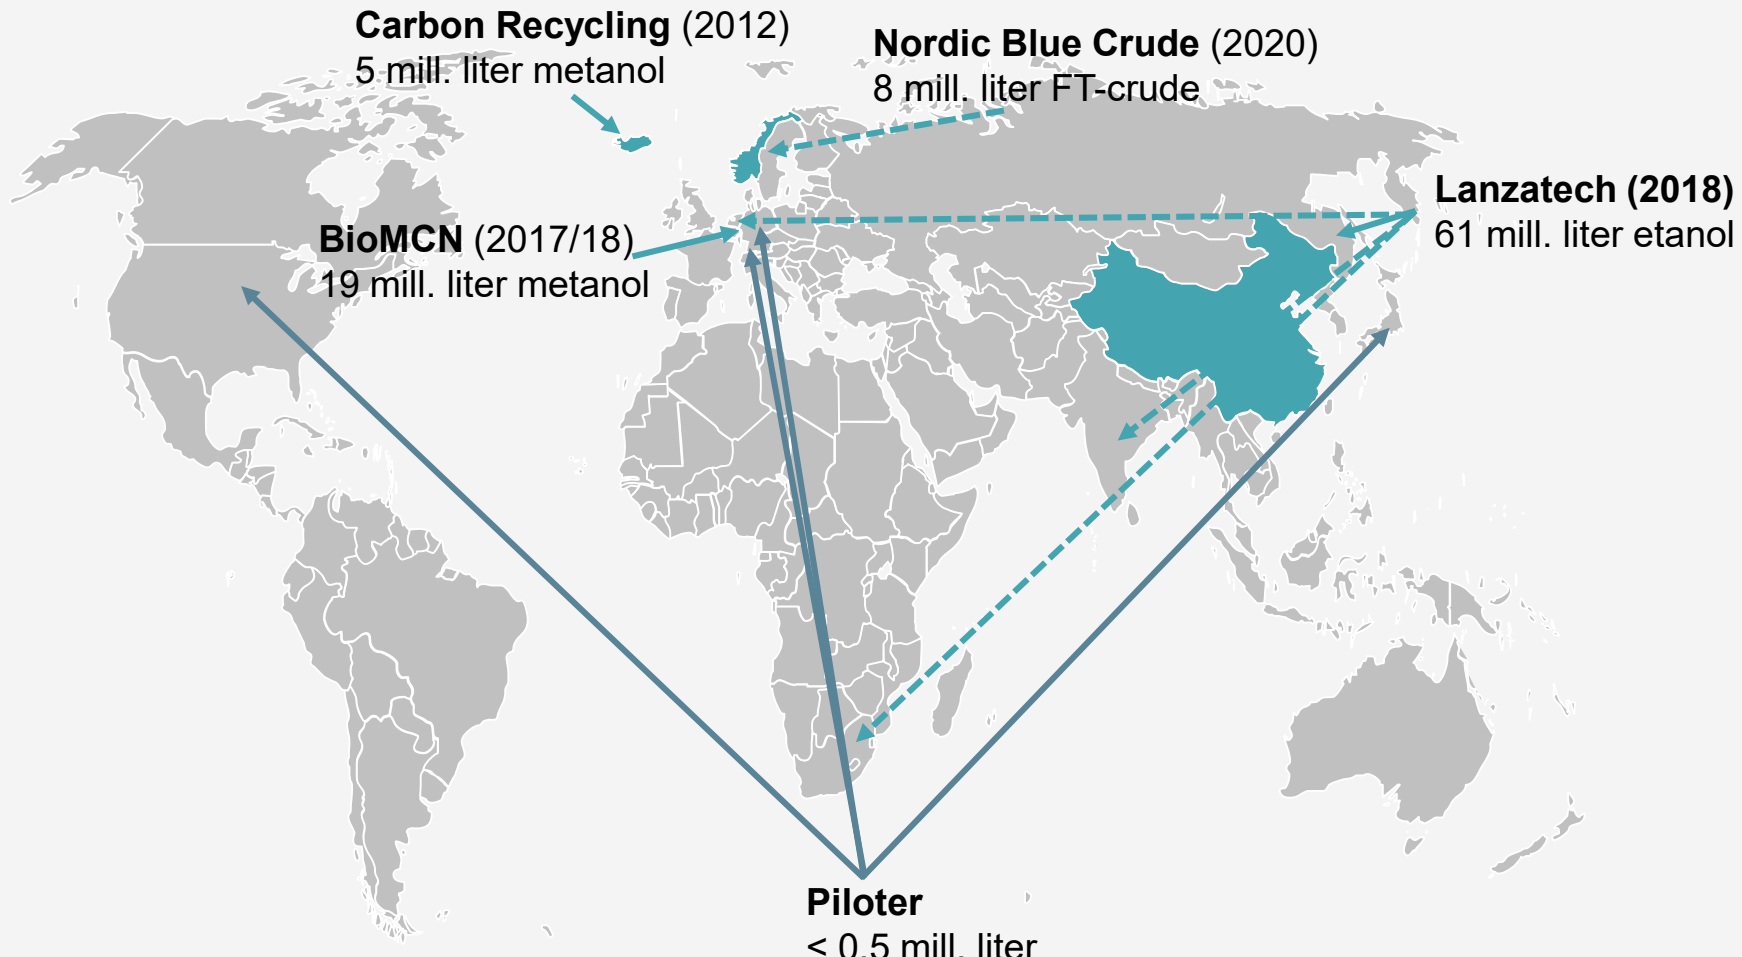 Carbon Recycling (2012)
5 mill. liter metanol
Nordic Blue Crude (2020)
8 mill. liter FT-crude
Lanzatech (2018)
61 mill. liter etanol
BioMCN (2017/18)
19 mill. liter metanol
Piloter
< 0.5 mill. liter